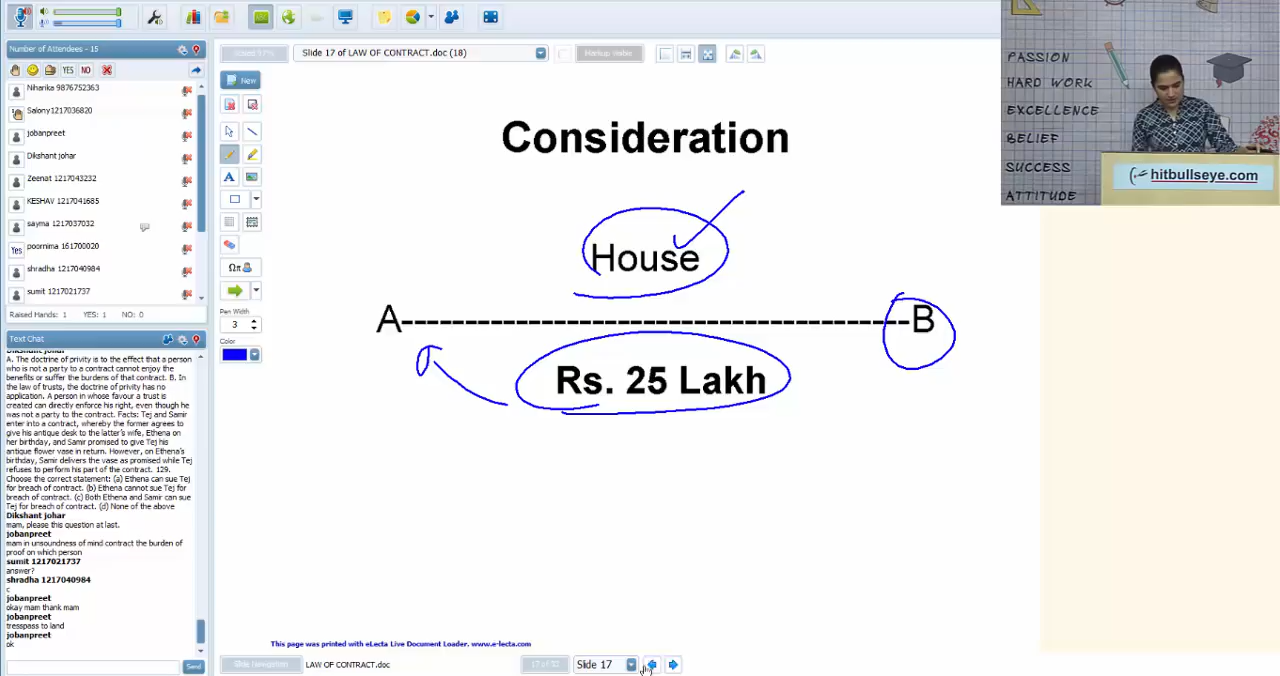 Slide 17 of LAW OF CONTRACT.doc (18)
Markup Visible
Number of Attendees - 15
YES
NO
Niharika 9876752363
Salony1217036820
jobanpreet
Dikshant johar
Zeenat 1217043232
KESHAV 1217041685
sayma 1217037032
Yes
poornima 161700020
shradha 1217040984
sumit 1217021737
Raised Hands: 1 YES: 1 NO: 0
Text Chat
Dikshant johar
A. The doctrine of privity is to the effect that a person
who is not a party to a contract cannot enjoy the
benefits or suffer the burdens of that contract. B. In
the law of trusts, the doctrine of privity has no
application. A person in whose favour a trust is
created can directly enforce his right, even though he
was not a party to the contract. Facts: Tej and Samir
enter into a contract, whereby the former agrees to
give his antique desk to the latter's wife, Ethena on
her birthday, and Samir promised to give Tej his
antique flower vase in return. However, on Ethena's
birthday, Samir delivers the vase as promised while Tej
refuses to perform his part of the contract. 129.
Choose the correct statement: (a) Ethena can sue Tej
for breach of contract. (b) Ethena cannot sue Tej for
breach of contract. (c) Both Ethena and Samir can sue
Tej for breach of contract. (d) None of the above
Dikshant johar
mam, please this question at last.
jobanpreet
mam in unsoundness of mind contract the burden of
proof on which person
sumit 1217021737
answer?
shradha 1217040984
c
jobanpreet
okay mam thank mam
jobanpreet
tresspass to land
jobanpreet
ok
Send
New
A
Ωπ
Pen Width
3
Color
Consideration
House
A---------------------------------------------------B
Rs. 25 Lakh
This page was printed with eLecta Live Document Loader. www.e-lecta.com
Slide Navigation
LAW OF CONTRACT.doc
Slide 17
PASSION
HARD WORK
EXCELLENCE
BELIEF
SUCCESS
ATTITUDE
hitbullseye.com